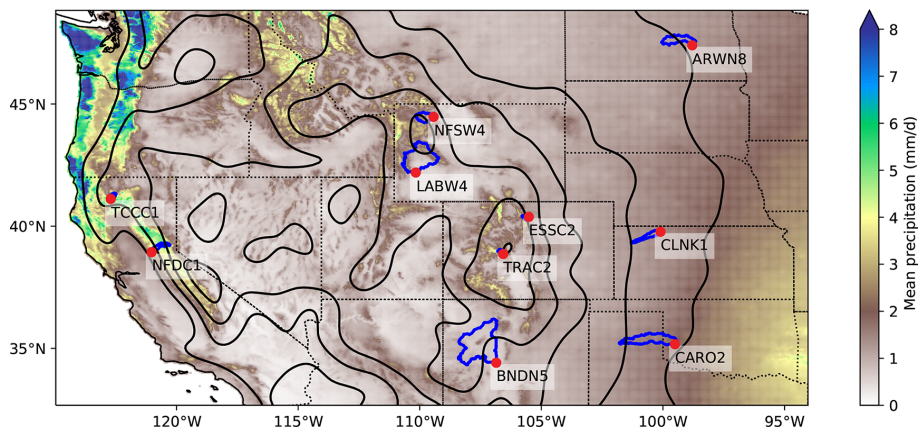 8
ARWN8
7
45°N
NFSW4
6
LABW4
5
TCCC1
ESSC2
40°N
CLNK1
4
NFDC1
TRAC2
3
2
35°N
CARO2
BNDN5
1
0
120°W 115°W 110°W 105°W 100°W 95°W
Mean precipitation (mm/d)